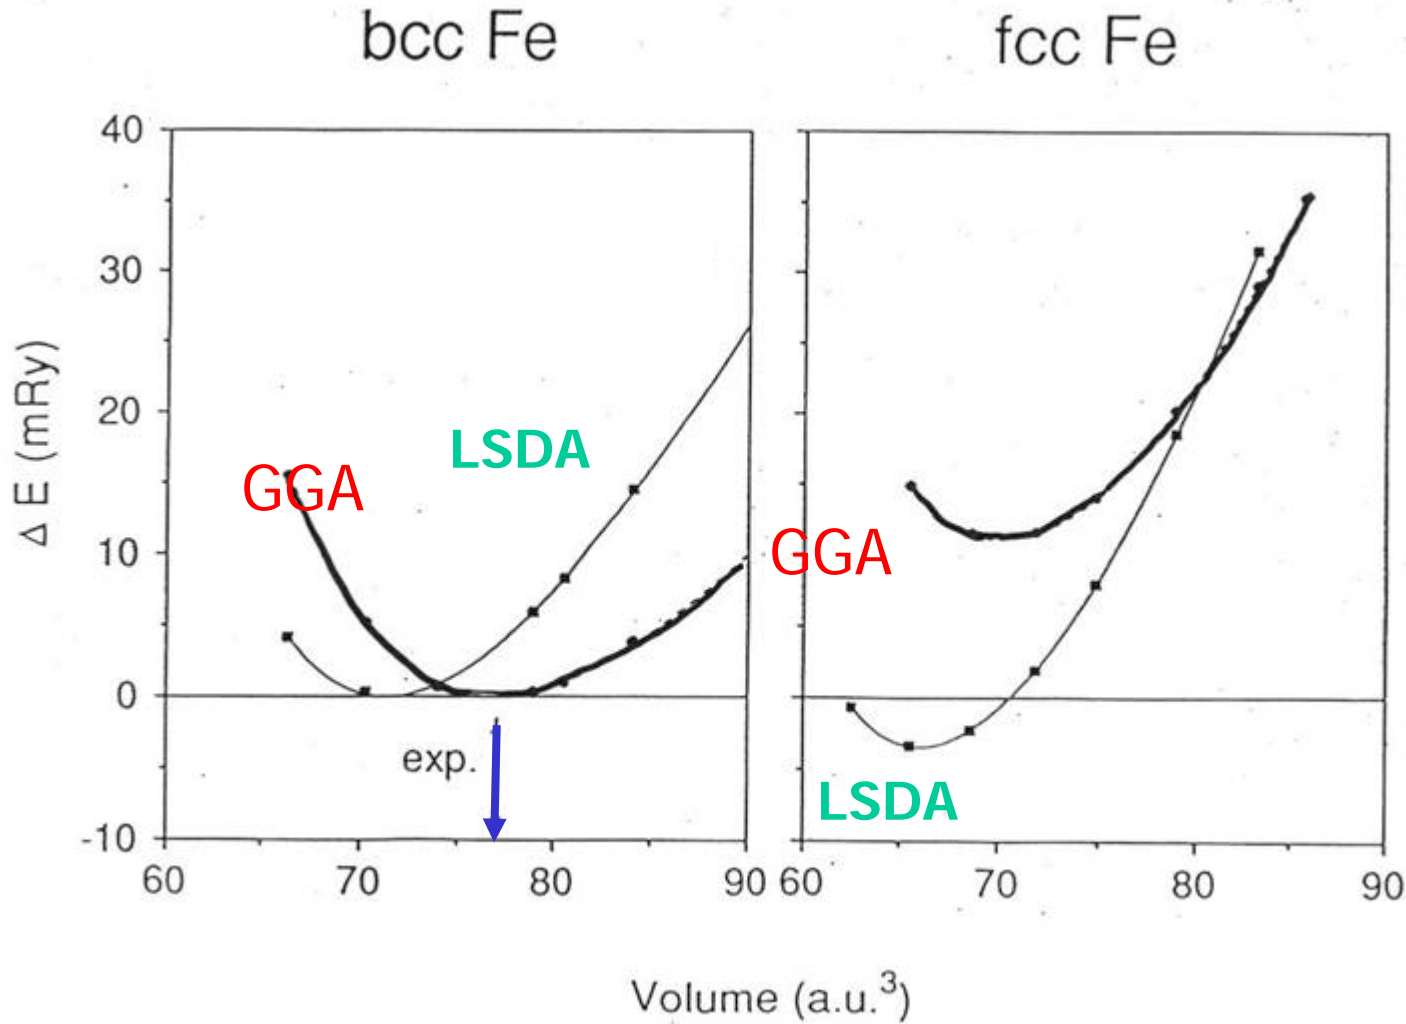 bcc Fe
fcc Fe
40
30
20
10
0
-10
Δ E (mRy)
GGA
LSDA
exp.
GGA
LSDA
60 70 80 90
60 70 80 90
Volume (a.u.³)